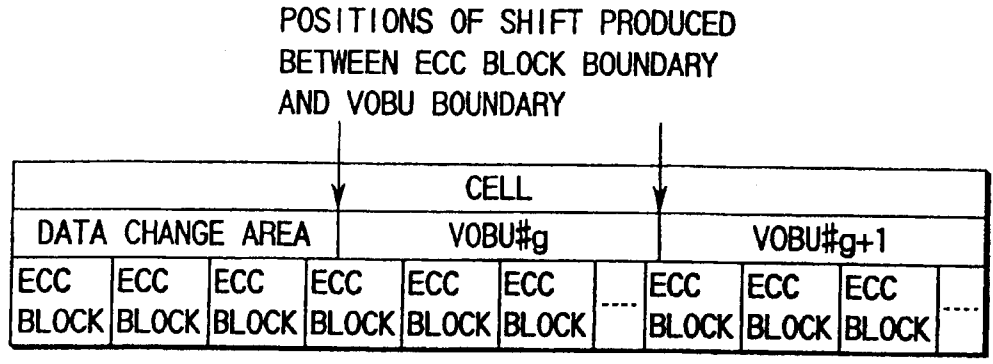 POSITIONS OF SHIFT PRODUCED
BETWEEN ECC BLOCK BOUNDARY
AND VOBU BOUNDARY
CELL
DATA CHANGE AREA VOBU#g VOBU#g+1
ECC ECC ECC ECC ECC ECC ECC ECC ECC
BLOCK BLOCK BLOCK BLOCK BLOCK BLOCK ---- BLOCK BLOCK BLOCK ----